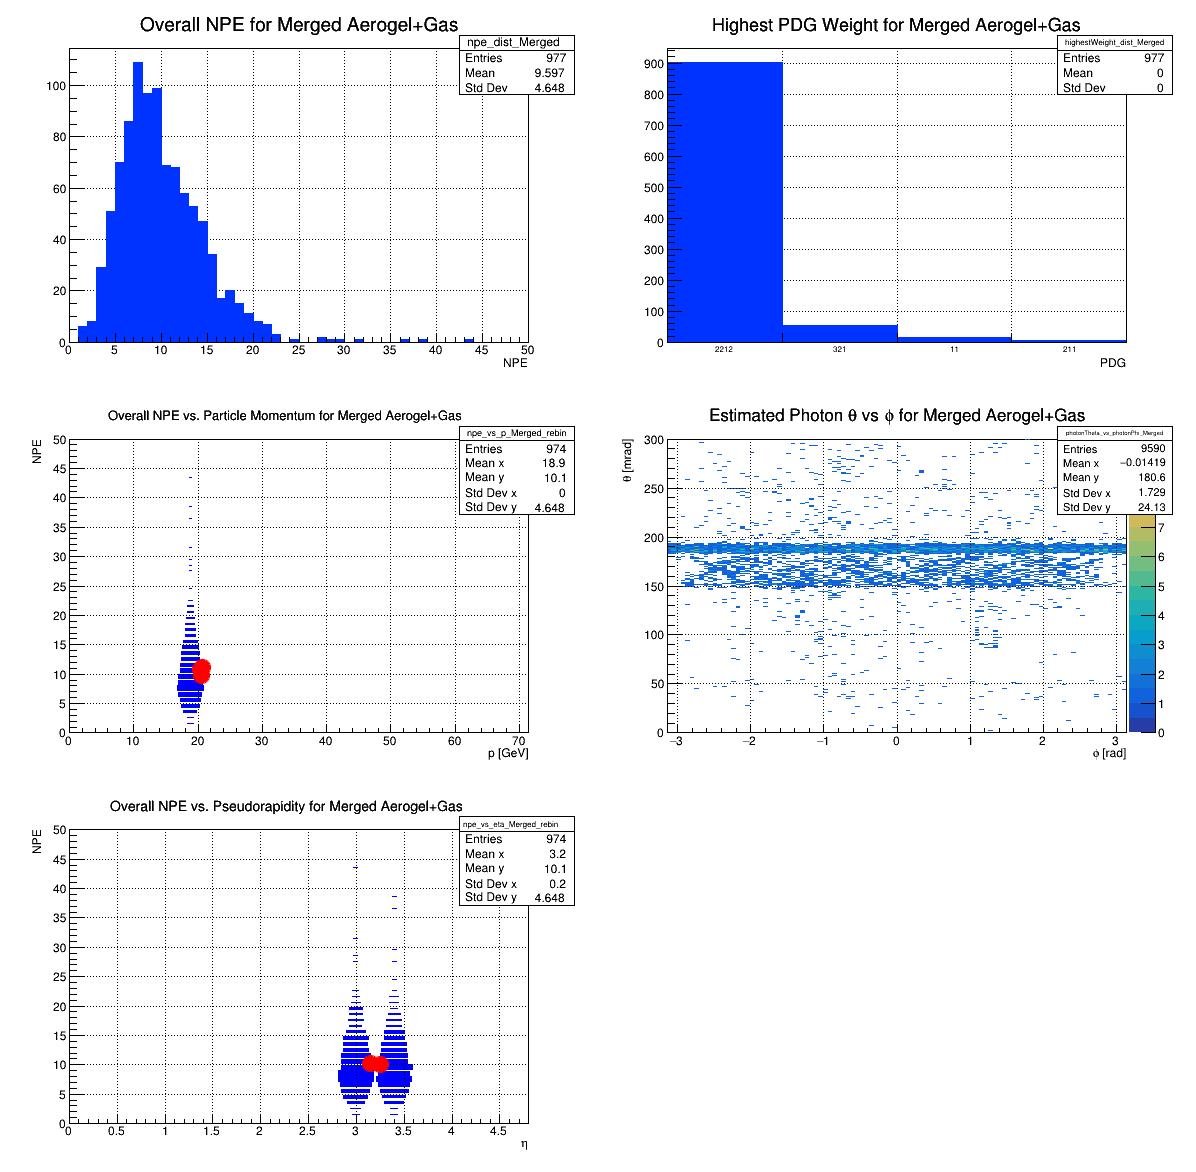 Overall NPE for Merged Aerogel+Gas
npe_dist_Merged
Entries 977
Mean 9.597
Std Dev 4.648
100
80
60
40
20
0
0 5 10 15 20 25 30 35 40 45 50
NPE
Highest PDG Weight for Merged Aerogel+Gas
highestWeight_dist_Merged
Entries 977
Mean 0
Std Dev 0
900
800
700
600
500
400
300
200
100
0
2212 321 11 211
PDG
Overall NPE vs. Particle Momentum for Merged Aerogel+Gas
npe_vs_p_Merged_rebin
Entries 974
Mean x 18.9
Mean y 10.1
Std Dev x 0
Std Dev y 4.648
NPE
50
45
40
35
30
25
20
15
10
5
0
0 10 20 30 40 50 60 70
p [GeV]
Estimated Photon θ vs ϕ for Merged Aerogel+Gas
photonTheta_vs_photonPhi_Merged
Entries 9590
Mean x −0.01419
Mean y 180.6
Std Dev x 1.729
Std Dev y 24.13
θ [mrad]
300
250
200
150
100
50
0
−3 −2 −1 0 1 2 3
ϕ [rad]
7
6
5
4
3
2
1
0
Overall NPE vs. Pseudorapidity for Merged Aerogel+Gas
npe_vs_eta_Merged_rebin
Entries 974
Mean x 3.2
Mean y 10.1
Std Dev x 0.2
Std Dev y 4.648
NPE
50
45
40
35
30
25
20
15
10
5
0
0 0.5 1 1.5 2 2.5 3 3.5 4 4.5
η